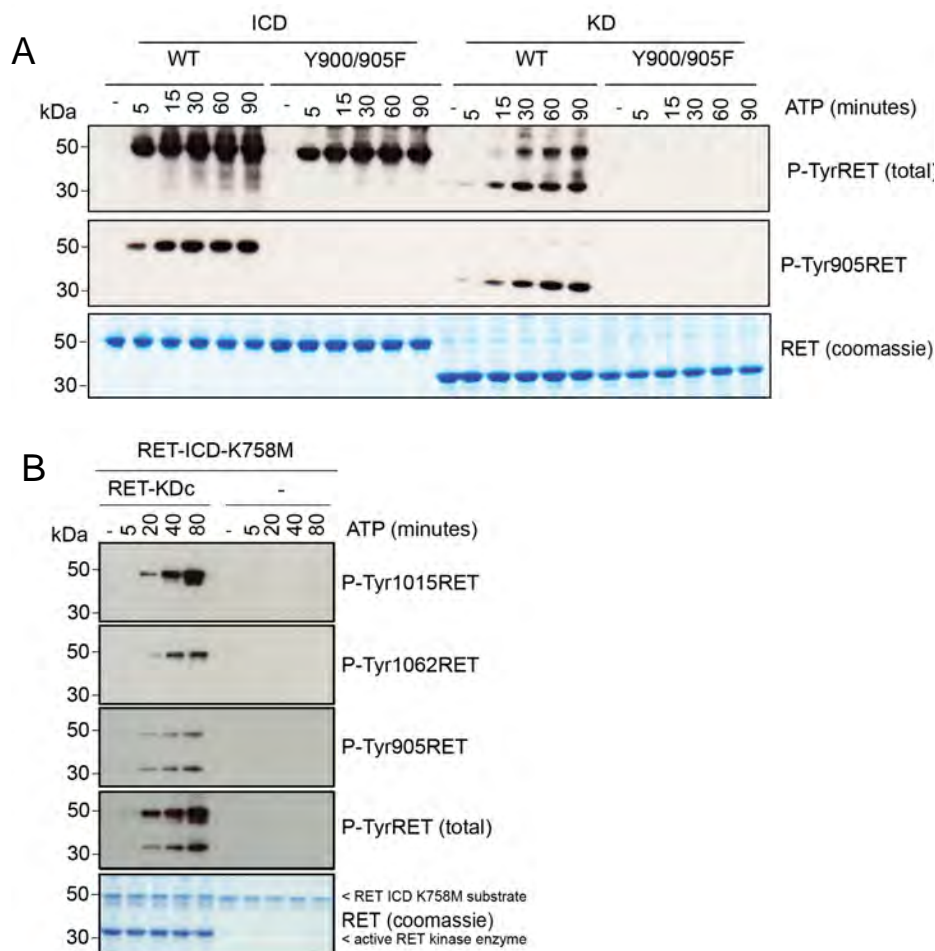 A
ICD KD
WT Y900/905F WT Y900/905F
kDa - 5 15 30 60 90 - 5 15 30 60 90 - 5 15 30 60 90 - 5 15 30 60 90 ATP (minutes)
50
30
P-TyrRET (total)
50
30
P-Tyr905RET
50
30
RET (coomassie)
B
RET-ICD-K758M
RET-KDc -
kDa - 5 20 40 80 - 5 20 40 80 ATP (minutes)
50
30
P-Tyr1015RET
50
30
P-Tyr1062RET
50
30
P-Tyr905RET
50
30
P-TyrRET (total)
50
< RET ICD K758M substrate
RET (coomassie)
30
< active RET kinase enzyme